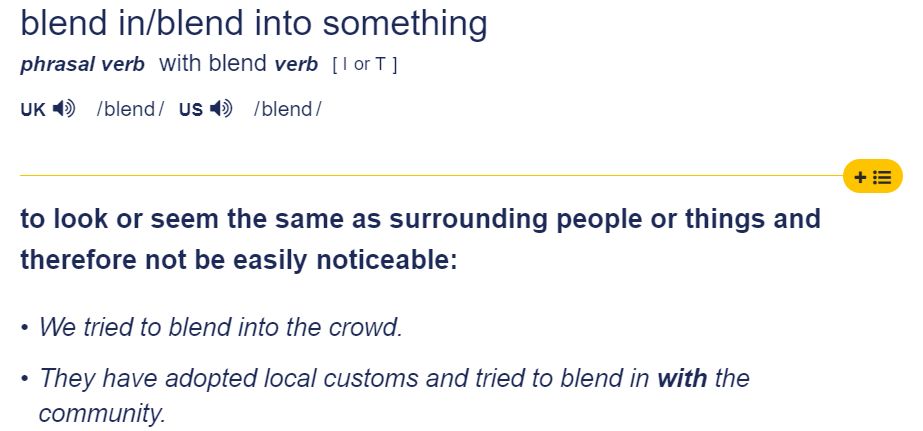 blend in/blend into something
phrasal verb with blend verb [ I or T ]
UK /blend/ US /blend/
to look or seem the same as surrounding people or things and
therefore not be easily noticeable:
• We tried to blend into the crowd.
• They have adopted local customs and tried to blend in with the
community.